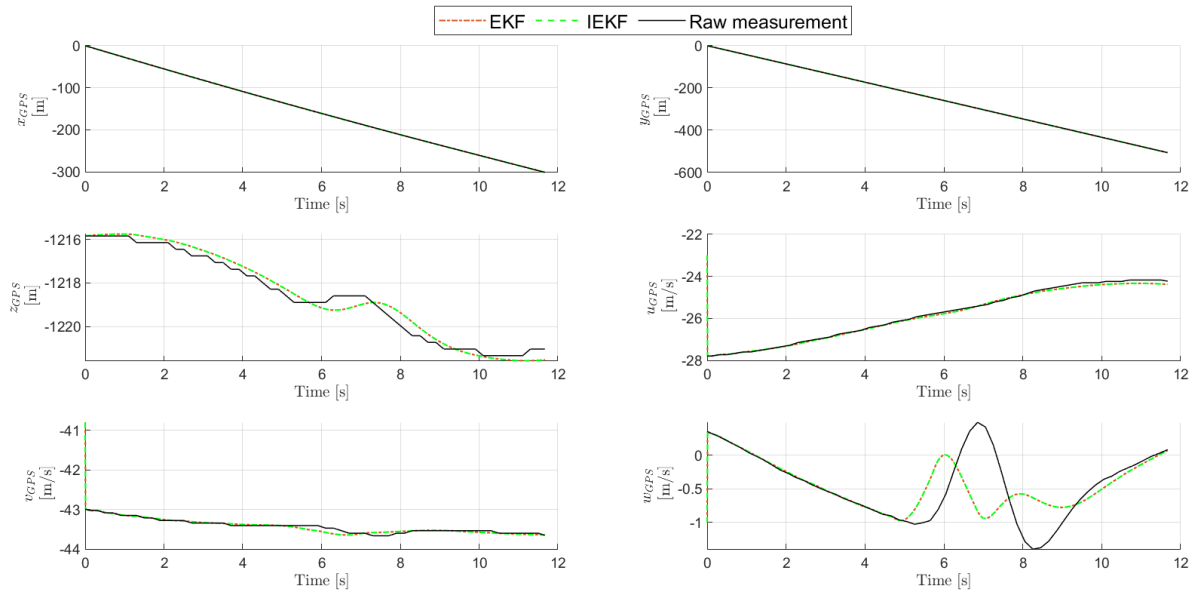 EKF IEKF Raw measurement
0
-100
-200
-300
x_GPS
[m]
0 2 4 6 8 10 12
Time [s]
0
-200
-400
-600
y_GPS
[m]
0 2 4 6 8 10 12
Time [s]
-1216
-1218
-1220
z_GPS
[m]
0 2 4 6 8 10 12
Time [s]
-22
-24
-26
-28
u_GPS
[m/s]
0 2 4 6 8 10 12
Time [s]
-41
-42
-43
-44
v_GPS
[m/s]
0 2 4 6 8 10 12
Time [s]
0
-0.5
-1
w_GPS
[m/s]
0 2 4 6 8 10 12
Time [s]